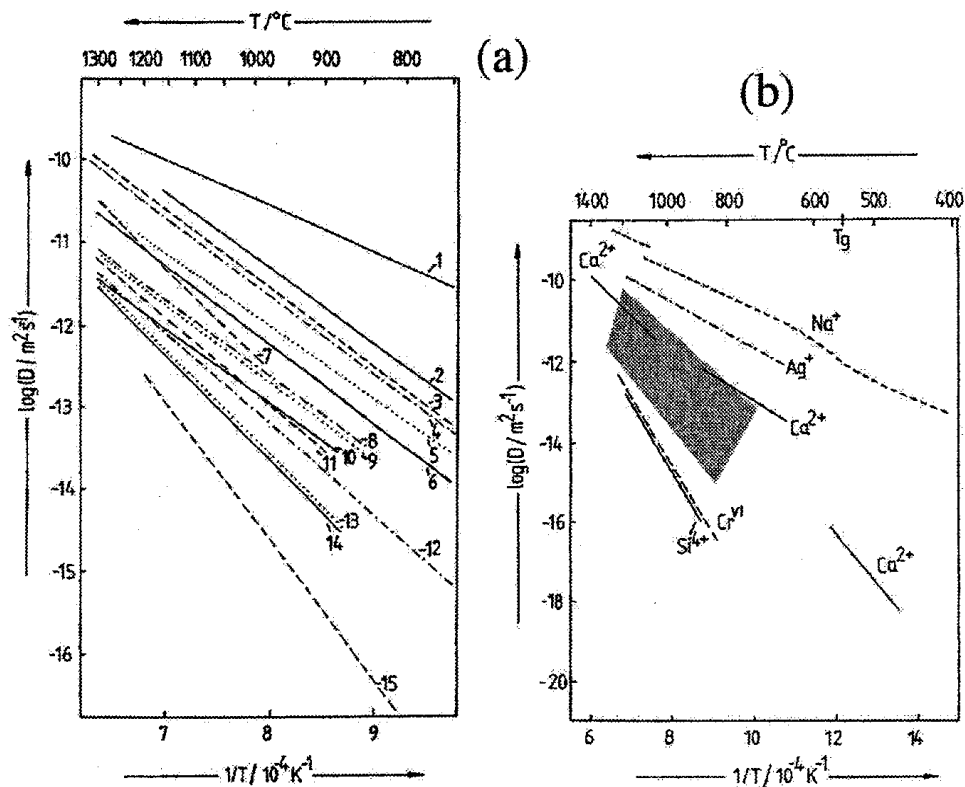 T/°C
1300 1200 1100 1000 900 800
(a)
-10
-11
-12
-13
-14
-15
-16
log(D/m²s⁻¹)
1
2
3
4
5
6
7
8
9
10
11
12
13
14
15
7 8 9
1/T/10⁻⁴K⁻¹
(b)
T/°C
1400 1000 800 600 500 400
Tg
-10
-12
-14
-16
-18
-20
log(D/m²s⁻¹)
Ca²⁺
Na⁺
Ag⁺
Ca²⁺
Cr^VI
Si⁴⁺
Ca²⁺
6 8 10 12 14
1/T/10⁻⁴K⁻¹